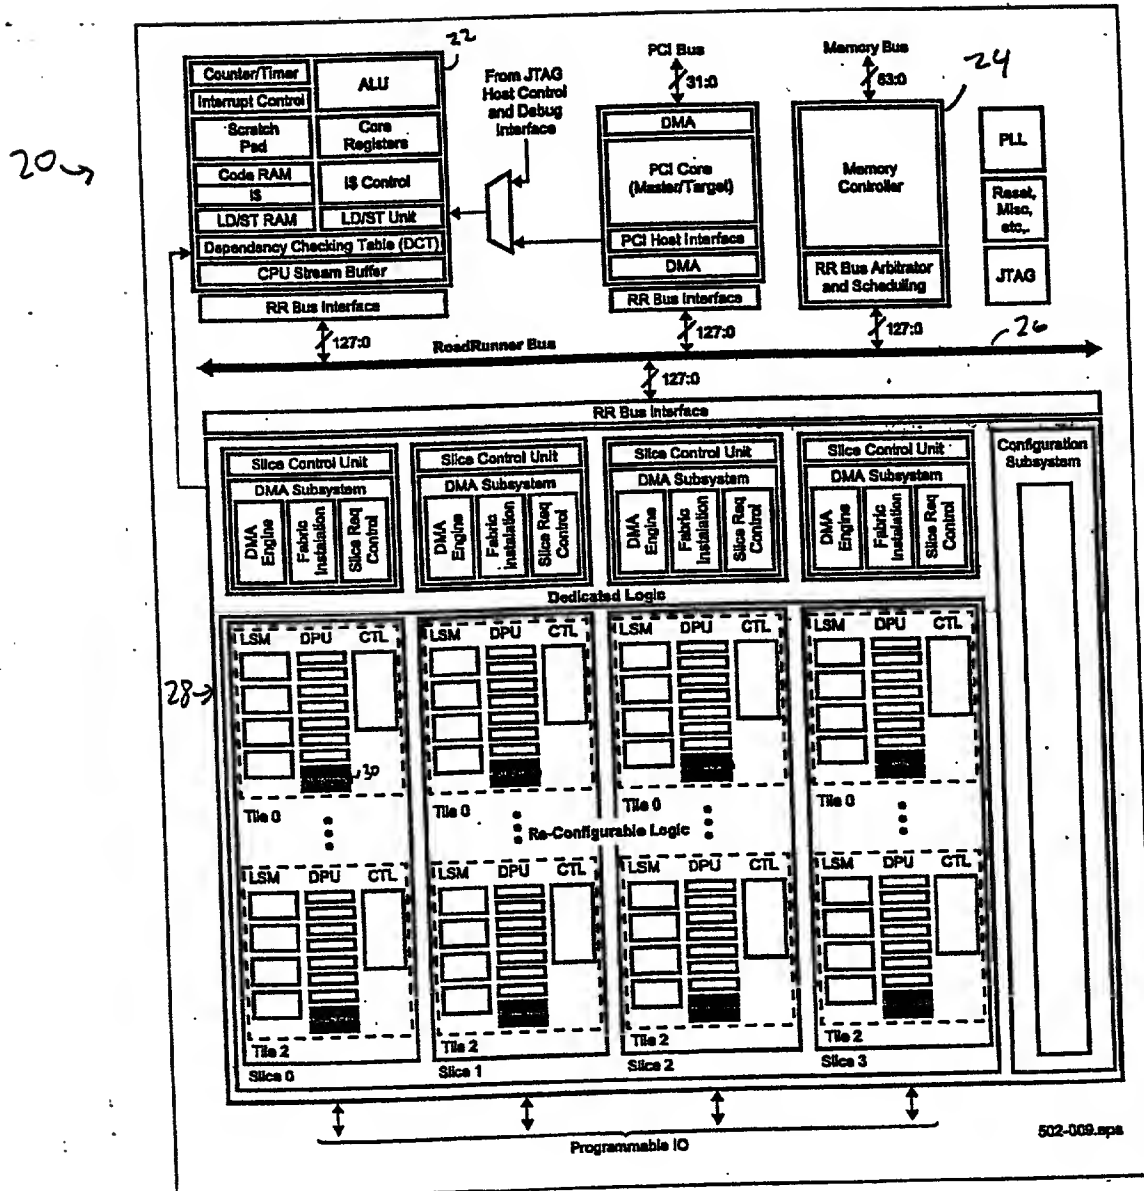 20
22
Counter/Timer
ALU
Interrupt Control
Scratch
Pad
Core
Registers
Code RAM
IS
IS Control
LD/ST RAM
LD/ST Unit
Dependency Checking Table (DCT)
CPU Stream Buffer
RR Bus Interface
127:0
From JTAG
Host Control
and Debug
Interface
PCI Bus
31:0
DMA
PCI Core
(Master/Target)
PCI Host Interface
DMA
RR Bus Interface
127:0
Memory Bus
63:0
24
Memory
Controller
RR Bus Arbitrator
and Scheduling
127:0
PLL
Reset,
Misc,
etc,.
JTAG
RoadRunner Bus
26
127:0
RR Bus Interface
Slice Control Unit
DMA Subsystem
DMA
Engine
Fabric
Instalation
Slice Req
Control
Slice Control Unit
DMA Subsystem
DMA
Engine
Fabric
Instalation
Slice Req
Control
Slice Control Unit
DMA Subsystem
DMA
Engine
Fabric
Instalation
Slice Req
Control
Slice Control Unit
DMA Subsystem
DMA
Engine
Fabric
Instalation
Slice Req
Control
Configuration
Subsystem
Dedicated Logic
28
LSM DPU CTL
30
Tile 0
LSM DPU CTL
Tile 0
LSM DPU CTL
Tile 0
LSM DPU CTL
Tile 0
Re-Configurable Logic
LSM DPU CTL
Tile 2
Slice 0
LSM DPU CTL
Tile 2
Slice 1
LSM DPU CTL
Tile 2
Slice 2
LSM DPU CTL
Tile 2
Slice 3
Programmable IO
502-009.eps